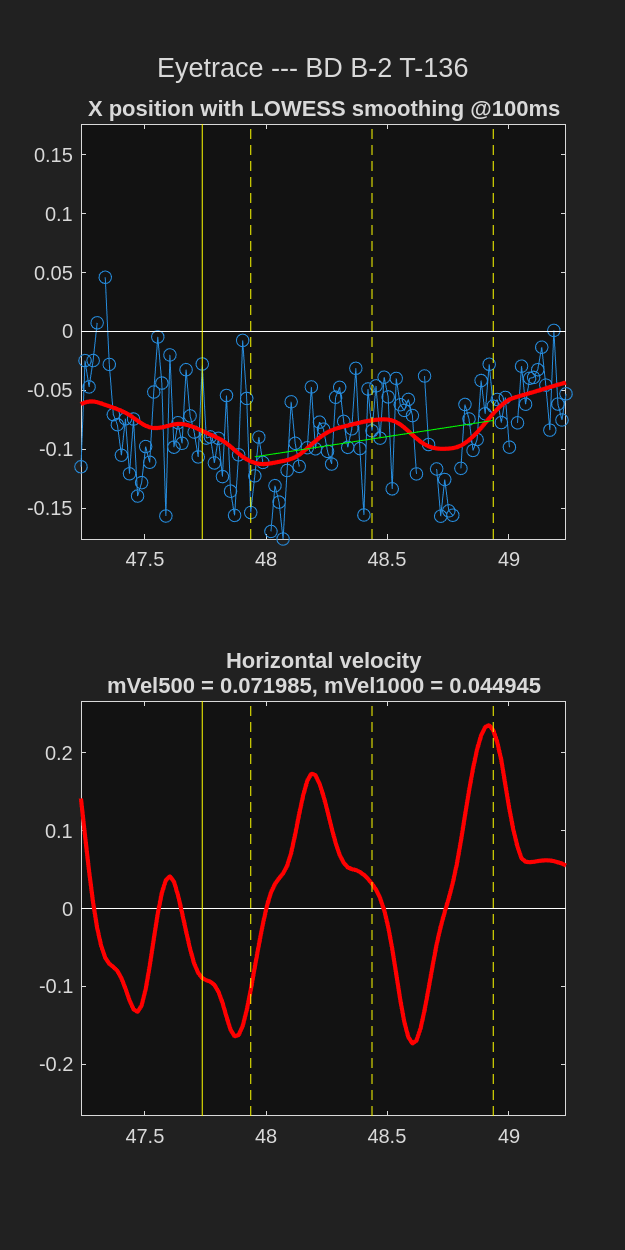 Eyetrace --- BD B-2 T-136
X position with LOWESS smoothing @100ms
0.15
0.1
0.05
0
-0.05
-0.1
-0.15
47.5 48 48.5 49
Horizontal velocity
mVel500 = 0.071985, mVel1000 = 0.044945
0.2
0.1
0
-0.1
-0.2
47.5 48 48.5 49